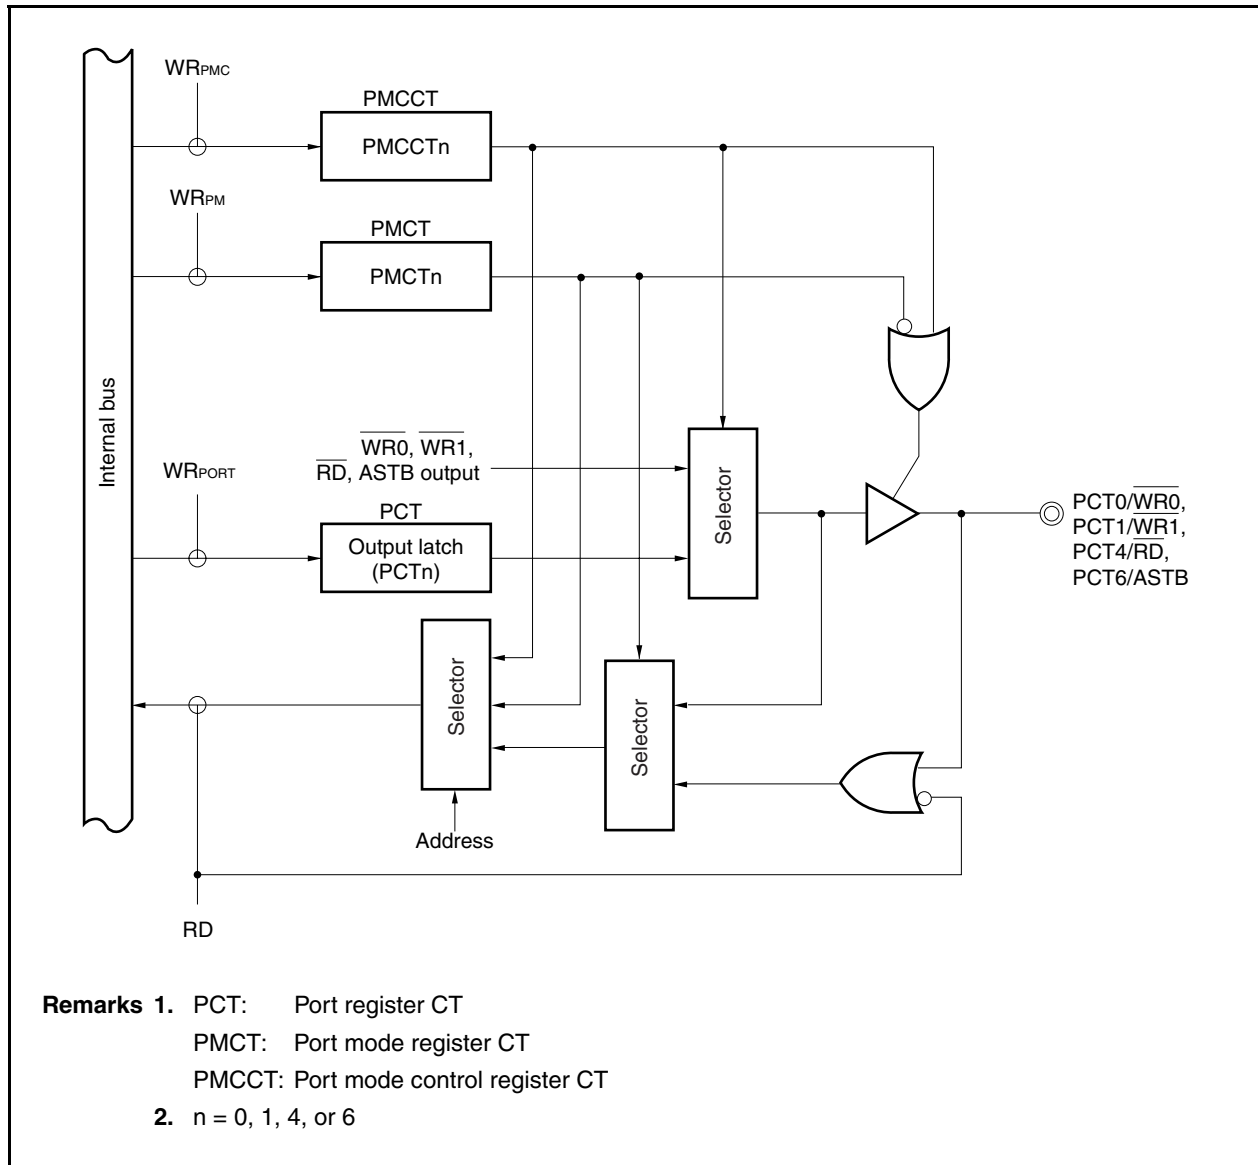 WRPMC
PMCCT
PMCCTn
WRPM
PMCT
PMCTn
Internal bus
WR0, WR1,
RD, ASTB output
WRPORT
PCT
Output latch
(PCTn)
Selector
PCT0/WR0,
PCT1/WR1,
PCT4/RD,
PCT6/ASTB
Selector
Selector
Address
RD
Remarks 1. PCT: Port register CT
PMCT: Port mode register CT
PMCCT: Port mode control register CT
2. n = 0, 1, 4, or 6